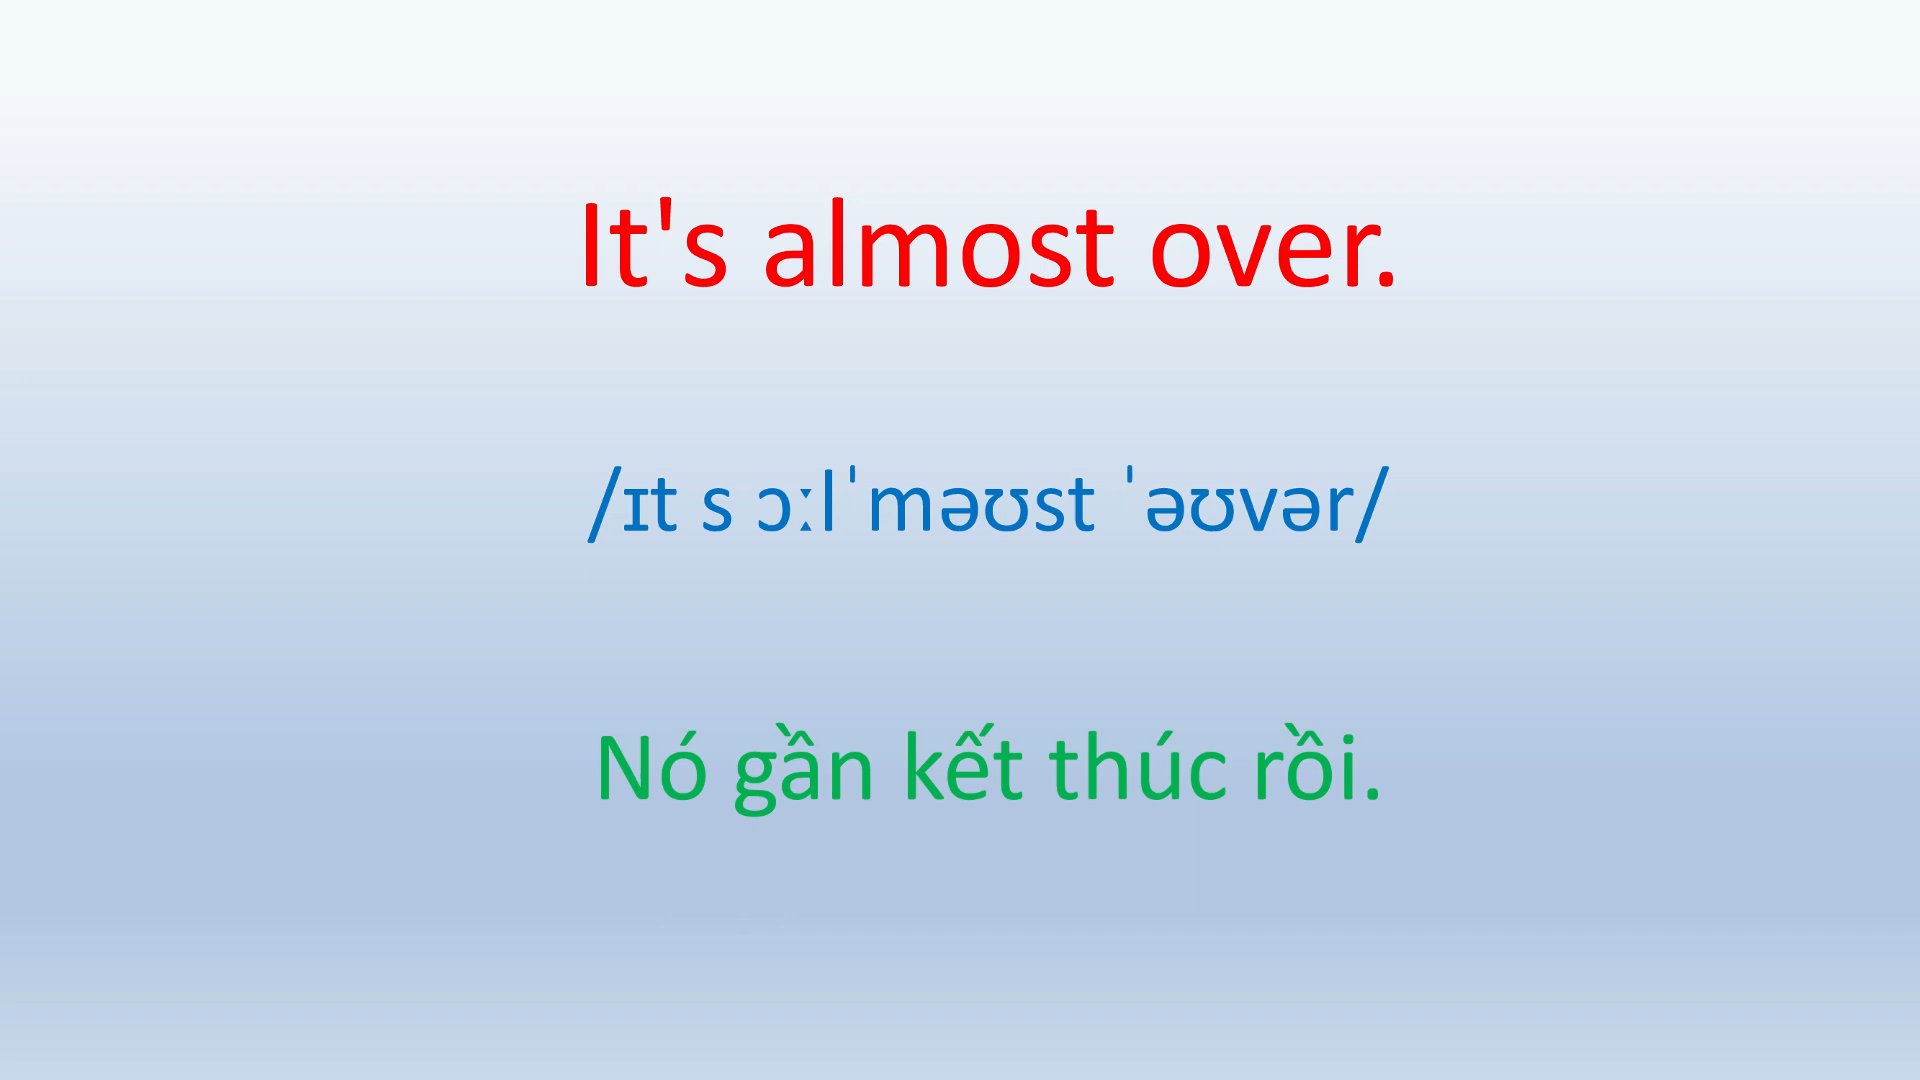 It's almost over.
/ɪt s ɔːlˈməʊst ˈəʊvər/
Nó gần kết thúc rồi.